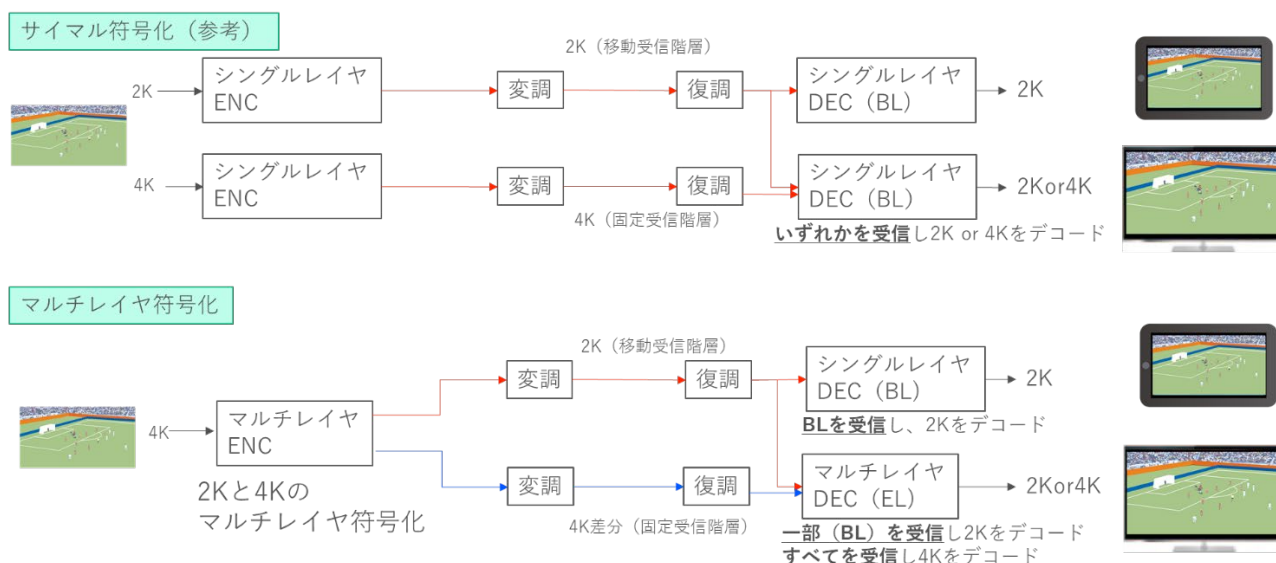 サイマル符号化（参考）
2K（移動受信階層）
2K
シングルレイヤ
ENC
変調
復調
シングルレイヤ
DEC（BL）
2K
4K
シングルレイヤ
ENC
変調
復調
シングルレイヤ
DEC（BL）
2Kor4K
4K（固定受信階層）
いずれかを受信し2K or 4Kをデコード
マルチレイヤ符号化
2K（移動受信階層）
変調
復調
シングルレイヤ
DEC（BL）
2K
BLを受信し、2Kをデコード
4K
マルチレイヤ
ENC
2Kと4Kの
マルチレイヤ符号化
変調
復調
マルチレイヤ
DEC（EL）
2Kor4K
4K差分（固定受信階層）
一部（BL）を受信し2Kをデコード
すべてを受信し4Kをデコード